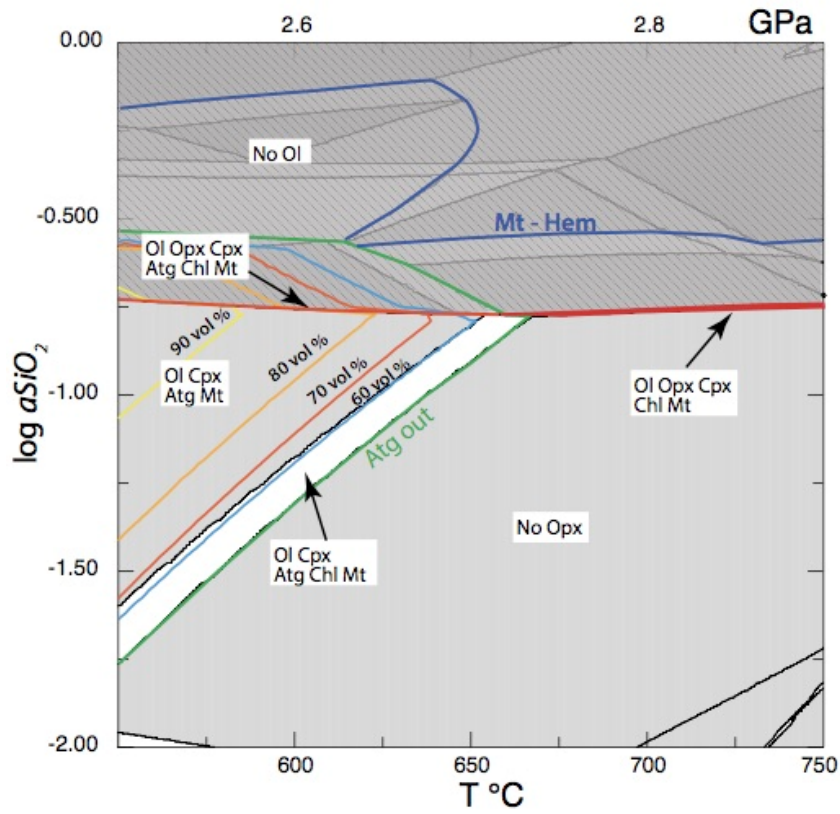 2.6 2.8 GPa
0.00
No Ol
-0.500
Mt - Hem
Ol Opx Cpx
Atg Chl Mt
90 vol %
80 vol %
70 vol %
60 vol%
Ol Cpx
Atg Mt
Ol Opx Cpx
Chl Mt
-1.00
log aSiO2
Atg out
No Opx
Ol Cpx
Atg Chl Mt
-1.50
-2.00
600 650 700 750
T °C